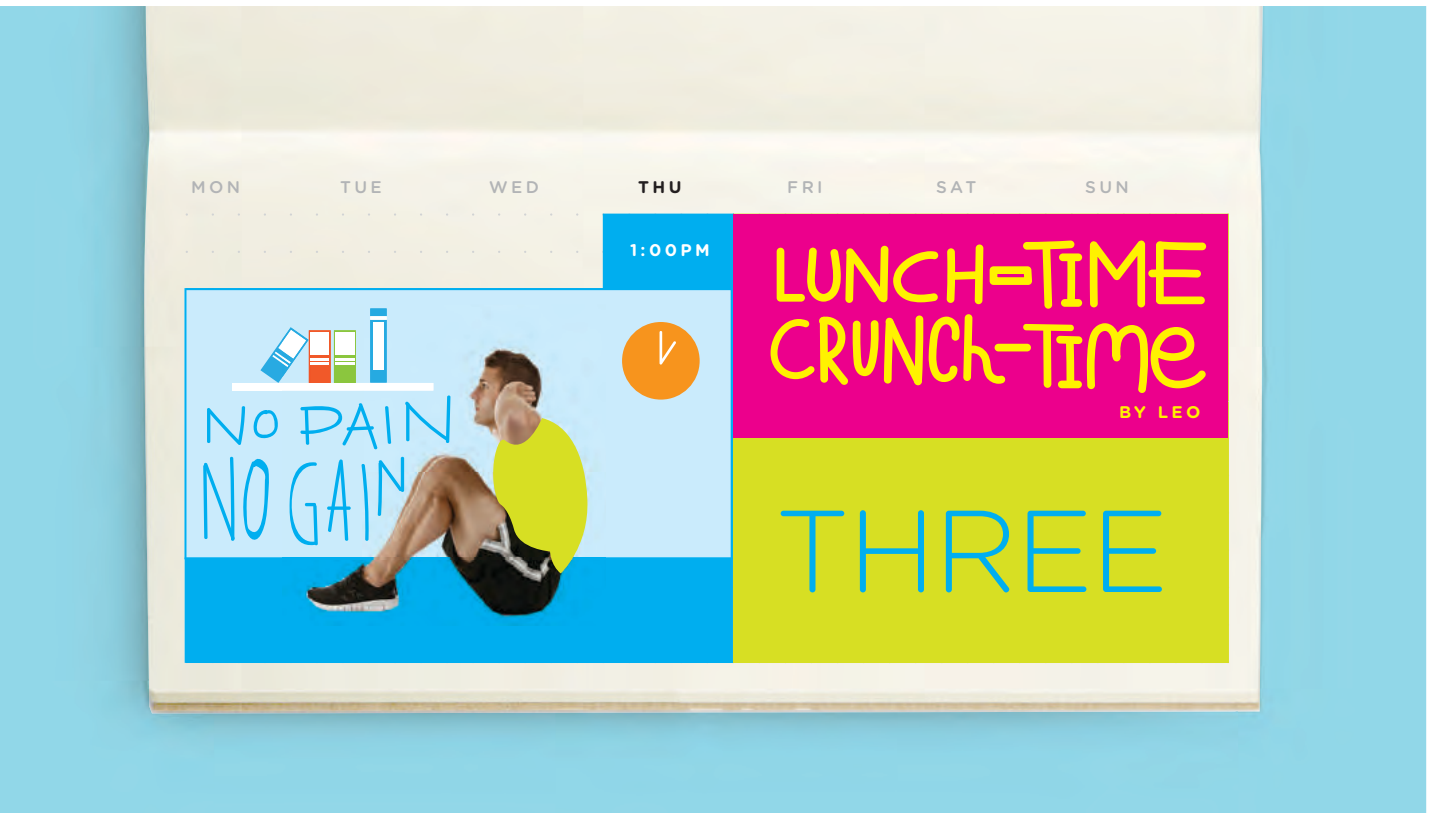 MON TUE WED THU FRI SAT SUN
1:00PM
NO PAIN
NO GAIN
LUNCH-TIME
CRUNCh-TIMe
BY LEO
THREE